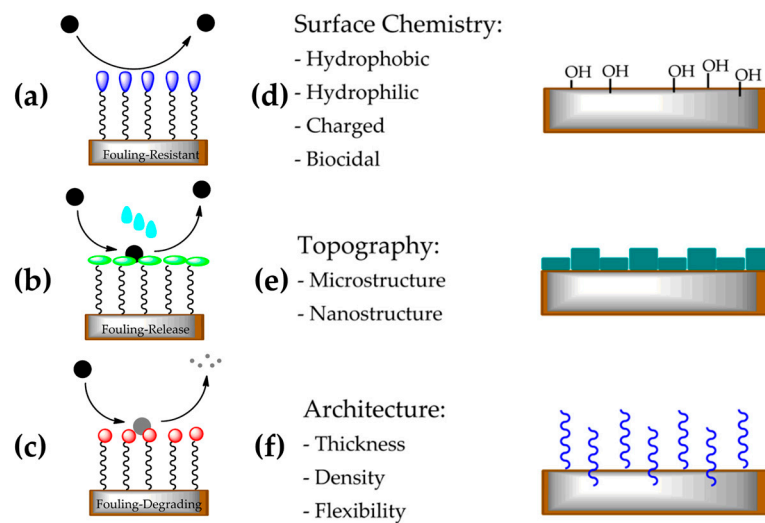 (a)
Fouling-Resistant
(b)
Fouling-Release
(c)
Fouling-Degrading
(d)
Surface Chemistry:
- Hydrophobic
- Hydrophilic
- Charged
- Biocidal
OH
OH
OH
OH
OH
(e)
Topography:
- Microstructure
- Nanostructure
(f)
Architecture:
- Thickness
- Density
- Flexibility